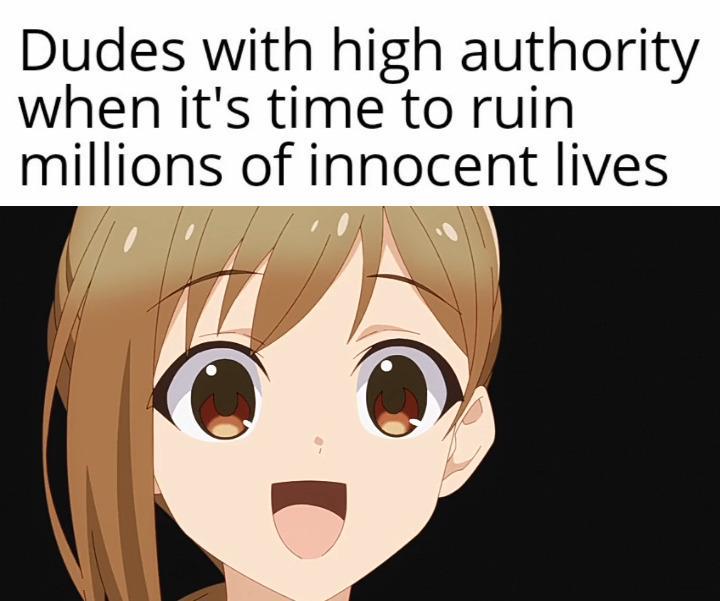 Dudes with high authority
when it's time to ruin
millions of innocent lives